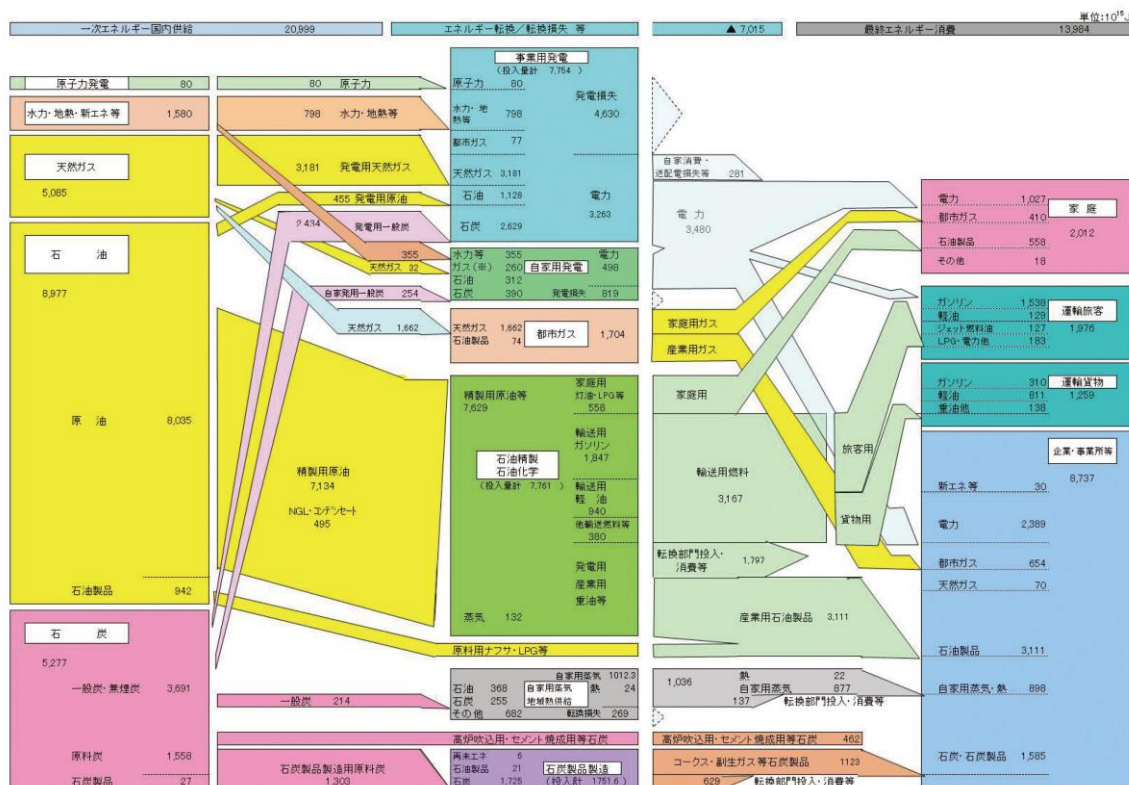 単位:10¹⁵J
一次エネルギー国内供給 20,999
エネルギー転換/転換損失 等 ▲7,015
最終エネルギー消費 13,984
原子力発電 80
水力・地熱・新エネ等 1,580
天然ガス
5,085
石 油
8,977
原 油 8,035
石油製品 942
石 炭
5,277
一般炭・無煙炭 3,691
原料炭 1,558
石炭製品 27
80 原子力
798 水力・地熱等
3,181 発電用天然ガス
455 発電用原油
2,434 発電用一般炭
355
天然ガス 32
自家発用一般炭 254
天然ガス 1,662
精製用原油
7,134
NGL・コンデンセート
495
原料用ナフサ・LPG等
一般炭 214
高炉吹込用・セメント焼成用等石炭
石炭製品製造用原料炭
1,303
事業用発電
(投入量計 7,754)
原子力 80
発電損失
水力・地熱等 798
4,630
都市ガス 77
天然ガス 3,181
石油 1,128
電力
3,263
石炭 2,629
水力等 355 電力
ガス(※) 260 自家用発電 498
石油 312
石炭 390 発電損失 819
天然ガス 1,662
石油製品 74
都市ガス 1,704
精製用原油等
7,629
家庭用
灯油・LPG等
558
輸送用
ガソリン
1,847
石油精製
石油化学
(投入量計 7,761)
輸送用
軽 油
940
他輸送燃料等
380
発電用
産業用
重油等
蒸気 132
自家用蒸気 1012.3
石油 368 自家用蒸気 熱 24
石炭 255 地域熱供給
その他 682 転換損失 269
再未エネ 6
石油製品 21 石炭製品製造
石炭 1,725 (投入計 1751.6)
自家消費・
送配電損失等 281
電 力
3,480
家庭用ガス
産業用ガス
家庭用
輸送用燃料
3,167
旅客用
貨物用
転換部門投入・
消費等 1,797
産業用石油製品 3,111
1,036 熱 22
自家用蒸気 877
137 転換部門投入・消費等
高炉吹込用・セメント焼成用等石炭 462
コークス・副生ガス等石炭製品 1123
629 転換部門投入・消費等
電力 1,027 家 庭
都市ガス 410
2,012
石油製品 558
その他 18
ガソリン 1,538 運輸旅客
軽油 129
ジェット燃料油 127 1,976
LPG・電力他 183
ガソリン 310 運輸貨物
軽油 811 1,259
重油他 138
企業・事業所等
8,737
新エネ等 30
電力 2,389
都市ガス 654
天然ガス 70
石油製品 3,111
自家用蒸気・熱 898
石炭・石炭製品 1,585